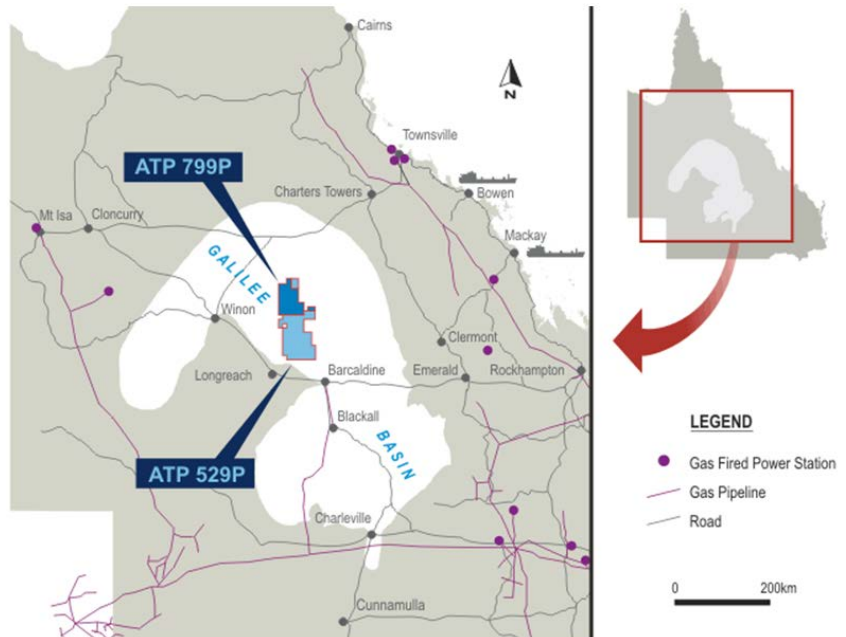 Cairns
N
Townsville
ATP 799P
Charters Towers
Bowen
Mt Isa
Cloncurry
Mackay
GALILEE
Winon
Clermont
Longreach
Barcaldine
Emerald
Rockhampton
Blackall
BASIN
ATP 529P
Charleville
Cunnamulla
LEGEND
Gas Fired Power Station
Gas Pipeline
Road
0 200km